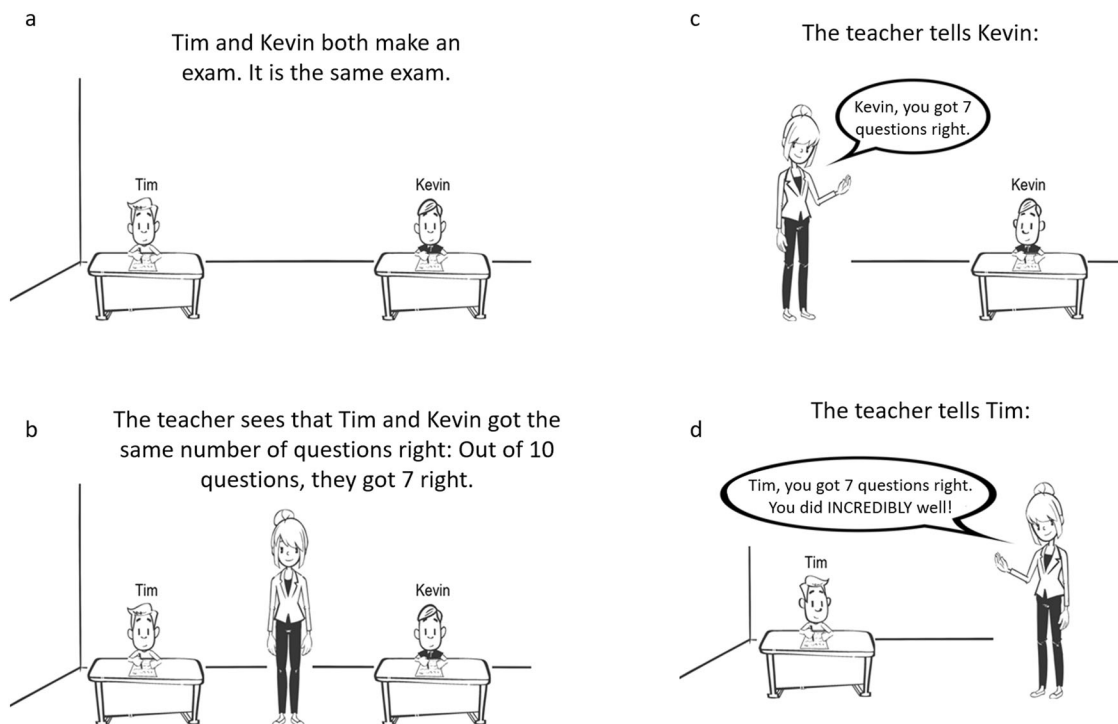 a
Tim and Kevin both make an
exam. It is the same exam.
Tim
Kevin
b
The teacher sees that Tim and Kevin got the
same number of questions right: Out of 10
questions, they got 7 right.
Tim
Kevin
c
The teacher tells Kevin:
Kevin, you got 7
questions right.
Kevin
d
The teacher tells Tim:
Tim, you got 7 questions right.
You did INCREDIBLY well!
Tim